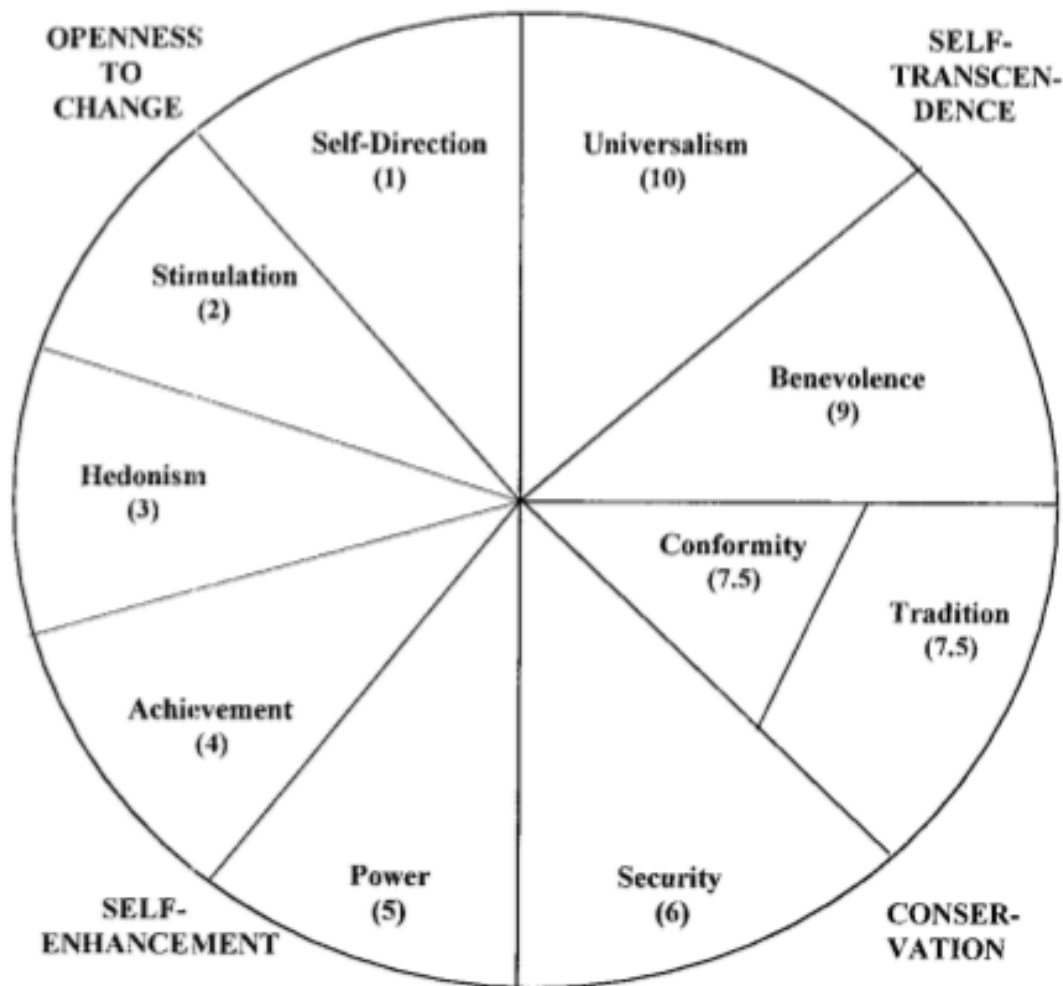 OPENNESS
TO
CHANGE
SELF-
TRANSCEN-
DENCE
Self-Direction
(1)
Universalism
(10)
Stimulation
(2)
Benevolence
(9)
Hedonism
(3)
Conformity
(7.5)
Tradition
(7.5)
Achievement
(4)
Power
(5)
Security
(6)
SELF-
ENHANCEMENT
CONSER-
VATION